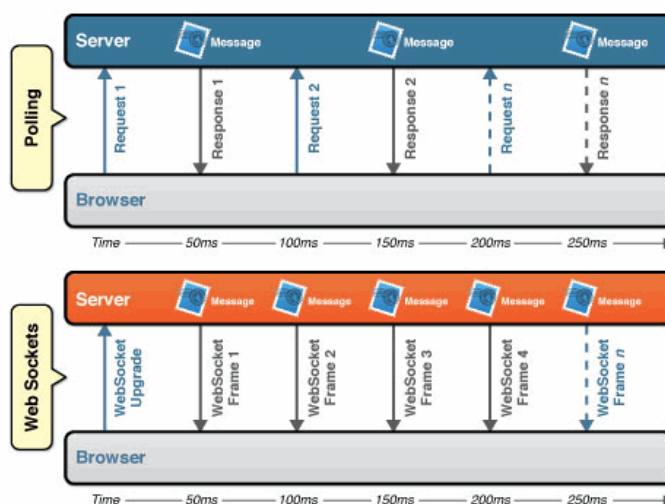 Polling
Server Message Message Message
Request 1
Response 1
Request 2
Response 2
Request n
Response n
Browser
Time 50ms 100ms 150ms 200ms 250ms
Web Sockets
Server Message Message Message Message Message
WebSocket
Upgrade
WebSocket
Frame 1
WebSocket
Frame 2
WebSocket
Frame 3
WebSocket
Frame 4
WebSocket
Frame n
Browser
Time 50ms 100ms 150ms 200ms 250ms